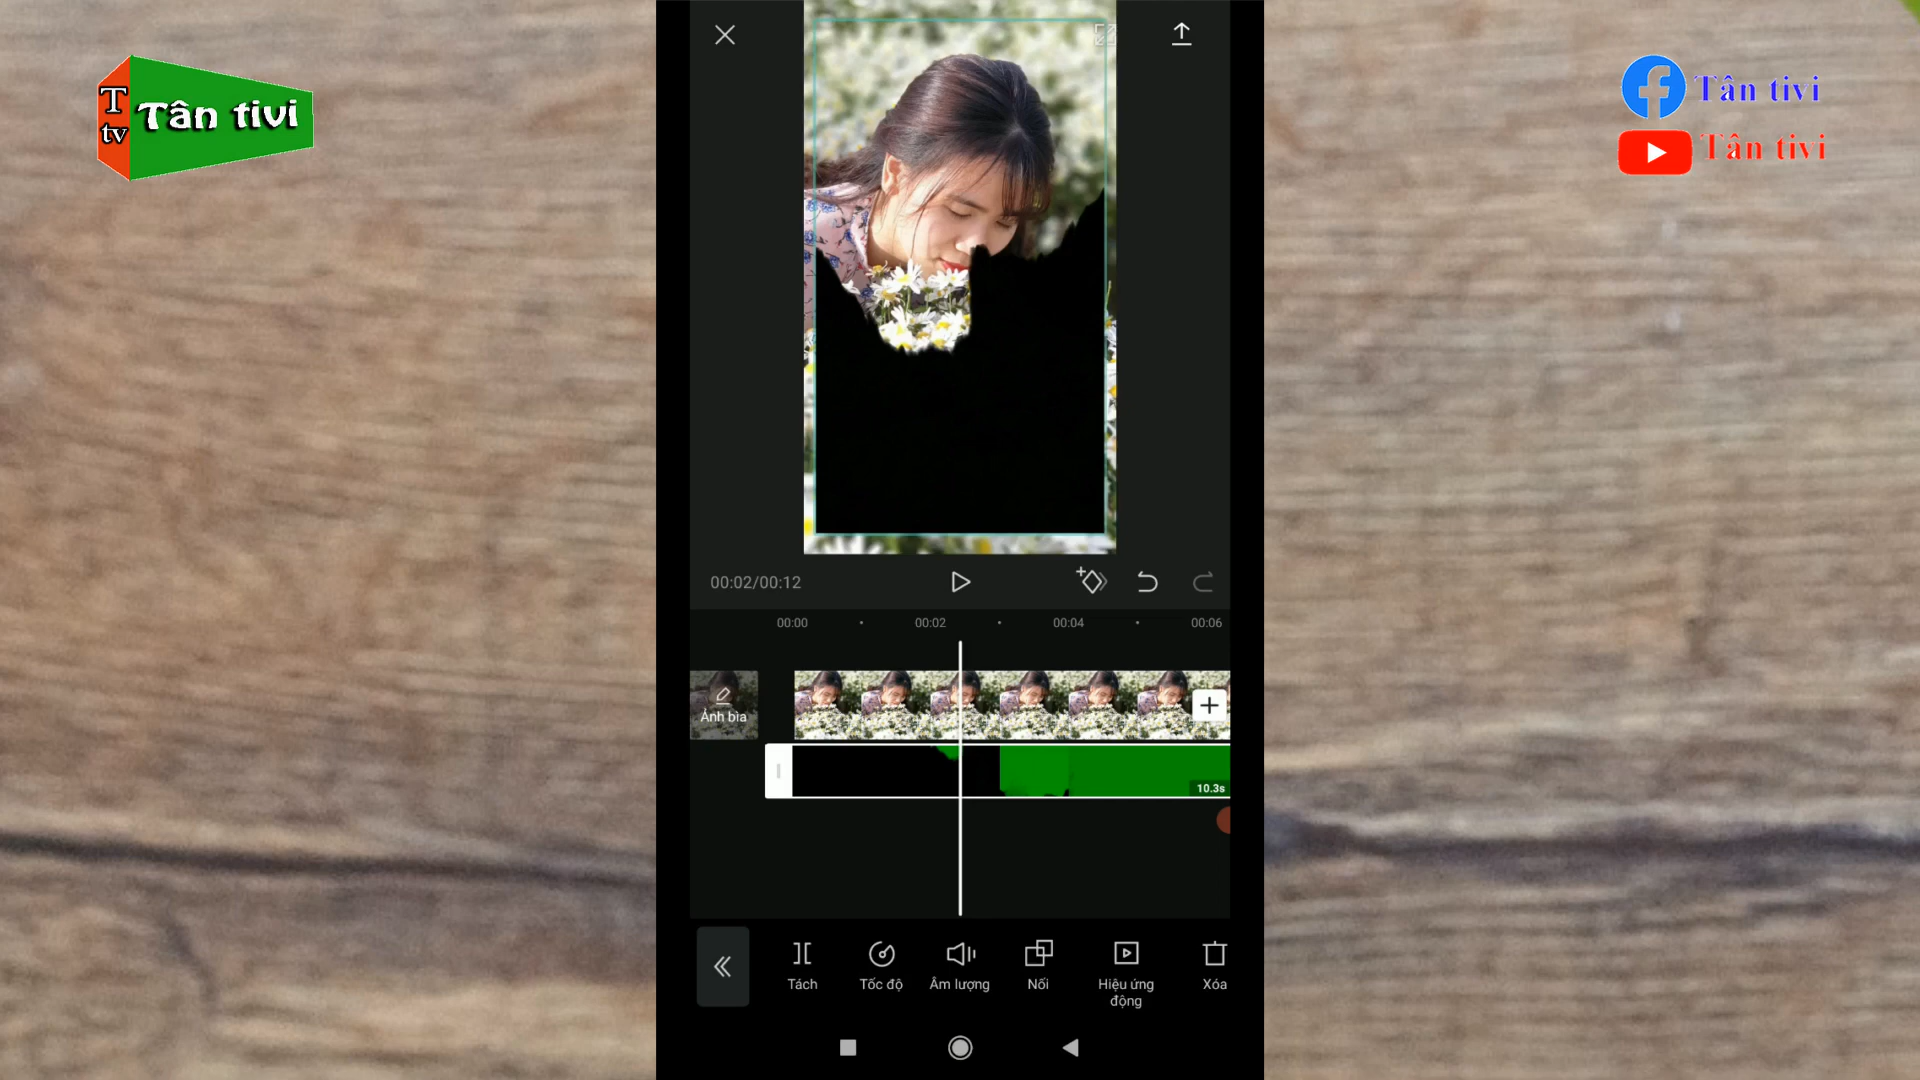 T
tv
Tân tivi
Tân tivi
Tân tivi
00:02/00:12
00:00
00:02
00:04
00:06
Ảnh bìa
10.3s
Tách
Tốc độ
Âm lượng
Nối
Hiệu ứng
động
Xóa